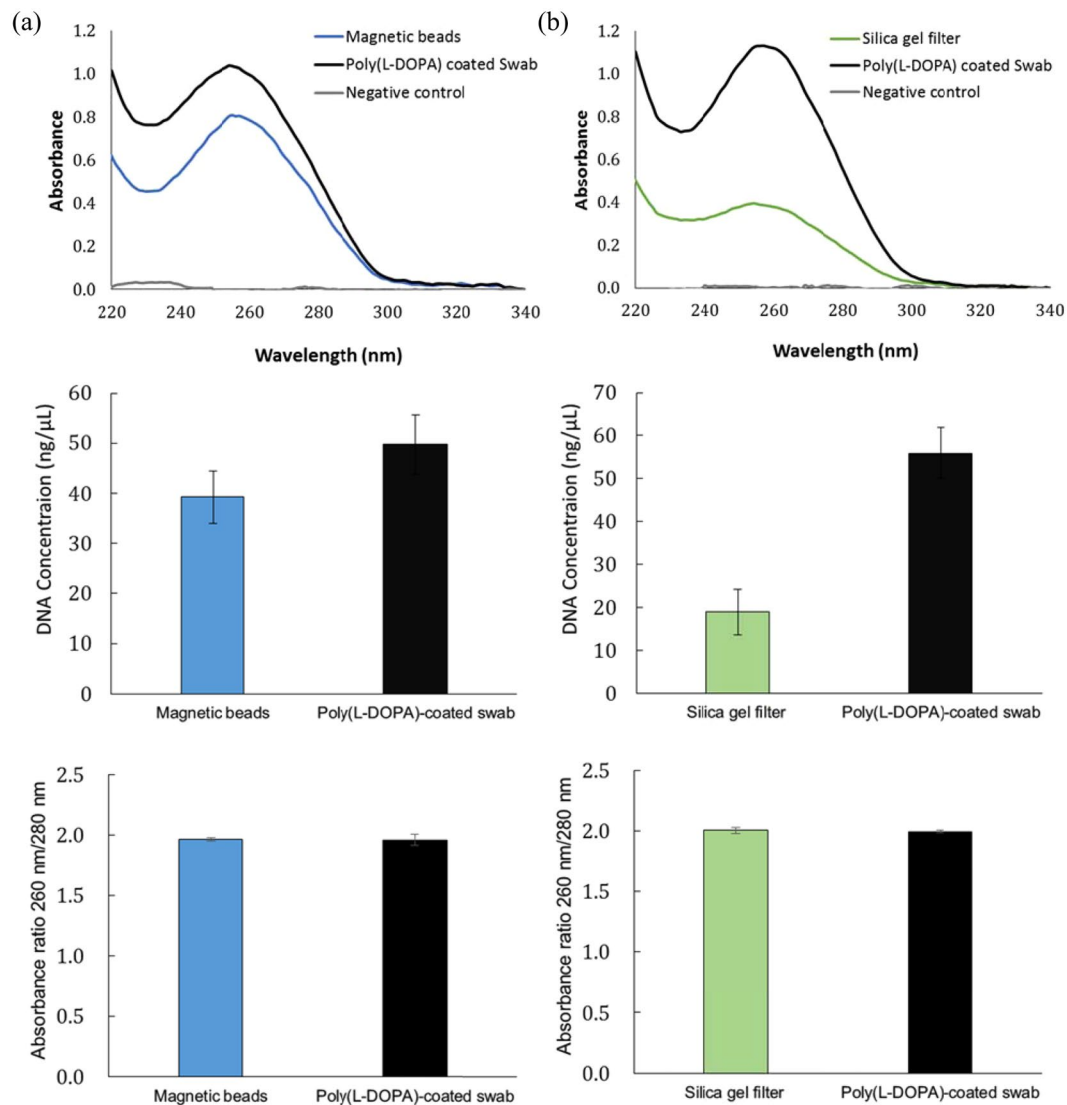 (a)
Magnetic beads
Poly(L-DOPA) coated Swab
Negative control
1.2
1.0
0.8
0.6
0.4
0.2
0.0
Absorbance
220 240 260 280 300 320 340
Wavelength (nm)
(b)
Silica gel filter
Poly(L-DOPA) coated Swab
Negative control
1.2
1.0
0.8
0.6
0.4
0.2
0.0
Absorbance
220 240 260 280 300 320 340
Wavelength (nm)
60
50
40
30
20
10
0
DNA Concentraion (ng/µL)
Magnetic beads Poly(L-DOPA)-coated swab
70
60
50
40
30
20
10
0
DNA Concentraion (ng/µL)
Silica gel filter Poly(L-DOPA)-coated swab
2.5
2.0
1.5
1.0
0.5
0.0
Absorbance ratio 260 nm/280 nm
Magnetic beads Poly(L-DOPA)-coated swab
2.5
2.0
1.5
1.0
0.5
0.0
Absorbance ratio 260 nm/280 nm
Silica gel filter Poly(L-DOPA)-coated swab